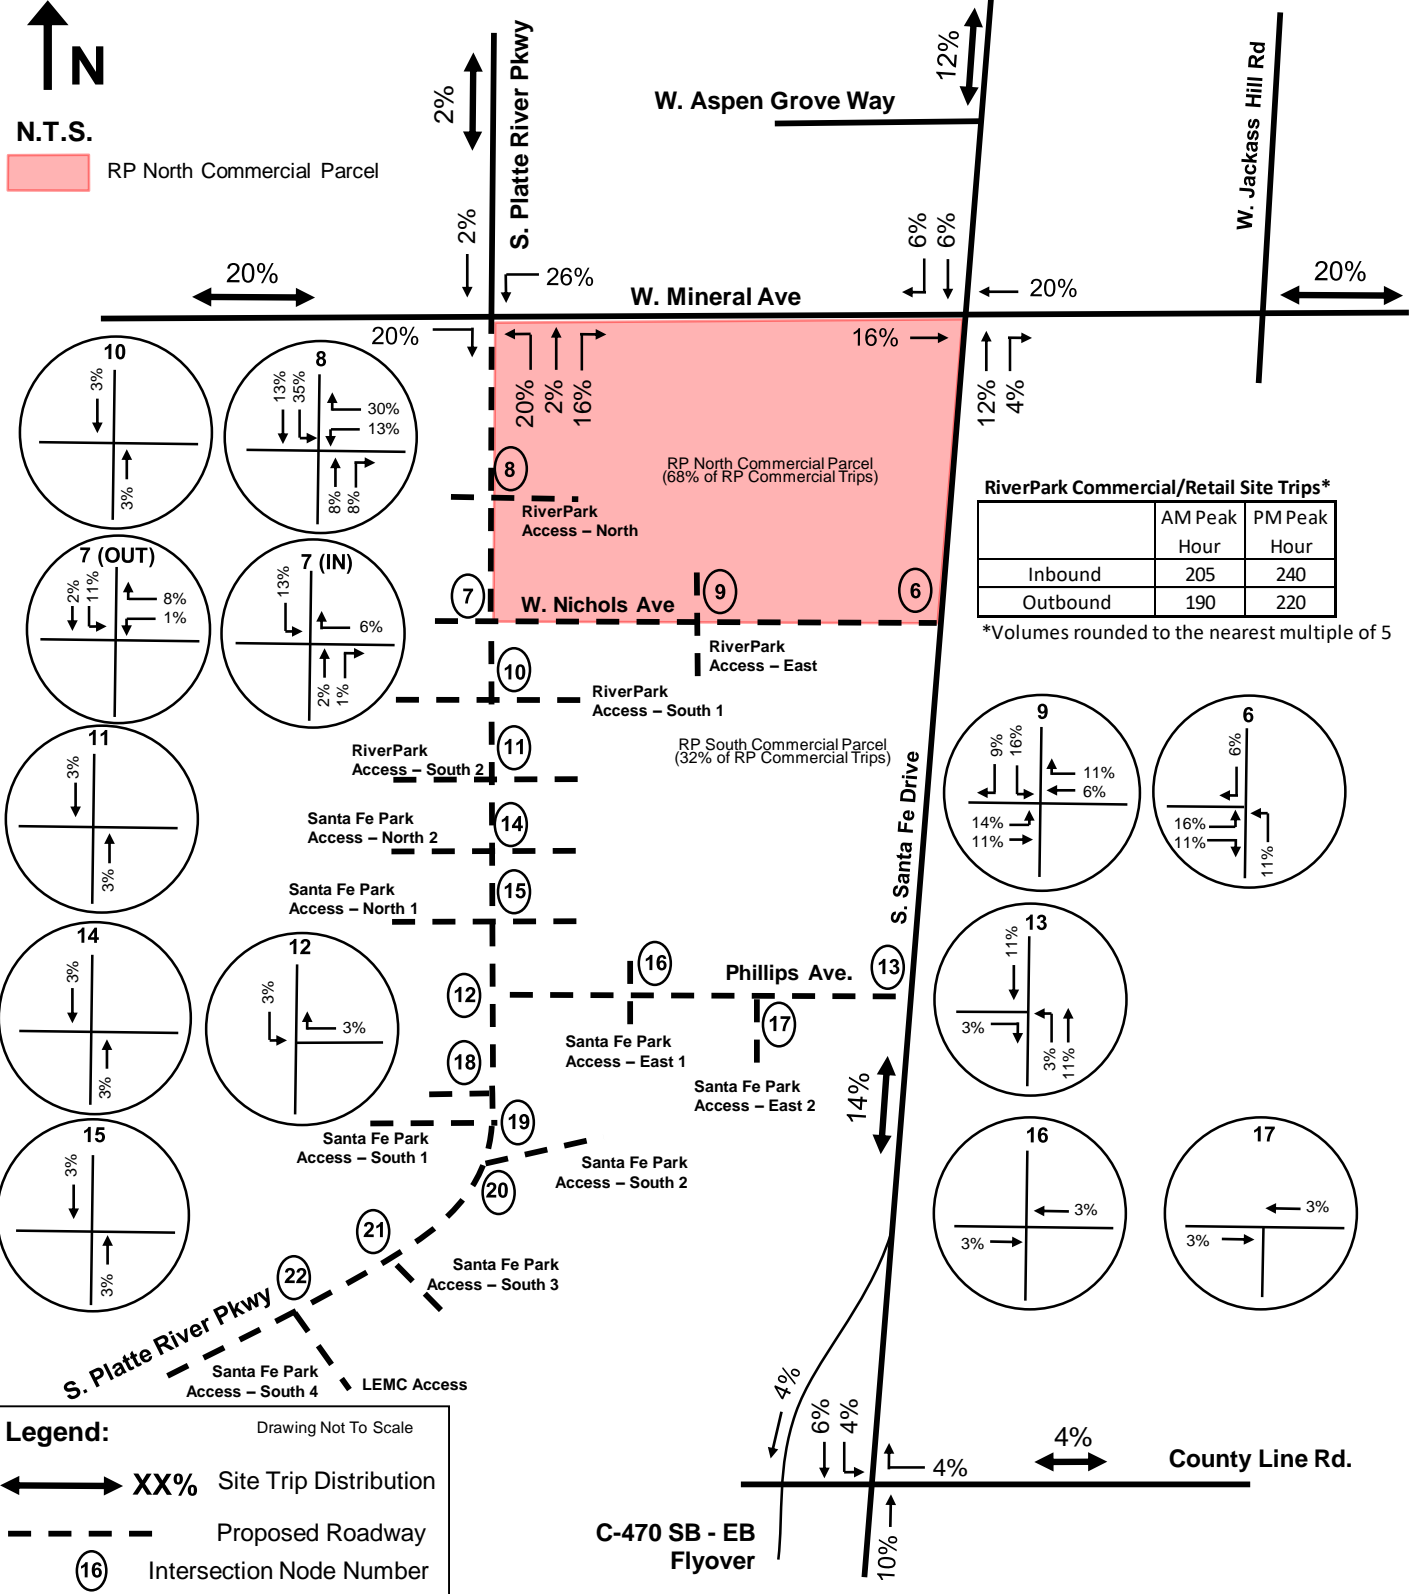 N
N.T.S.
RP North Commercial Parcel
2%
S. Platte River Pkwy
12%
W. Aspen Grove Way
W. Jackass Hill Rd
2%
26%
6%
6%
20%
W. Mineral Ave
20%
20%
20%
16%
20%
2%
16%
12%
4%
10
3%
3%
8
13%
35%
30%
13%
8%
8%
8
RiverPark
Access – North
RP North Commercial Parcel
(68% of RP Commercial Trips)
RiverPark Commercial/Retail Site Trips*
AM Peak
Hour
PM Peak
Hour
Inbound
205
240
Outbound
190
220
*Volumes rounded to the nearest multiple of 5
7 (OUT)
2%
11%
8%
1%
7 (IN)
13%
6%
2%
1%
7
W. Nichols Ave
9
6
RiverPark
Access – East
10
RiverPark
Access – South 1
11
RiverPark
Access – South 2
RP South Commercial Parcel
(32% of RP Commercial Trips)
S. Santa Fe Drive
11
3%
3%
Santa Fe Park
Access – North 2
14
Santa Fe Park
Access – North 1
15
9
9%
16%
11%
6%
14%
11%
6
6%
16%
11%
11%
14
3%
3%
12
3%
3%
12
16
Phillips Ave.
13
17
Santa Fe Park
Access – East 1
Santa Fe Park
Access – East 2
13
11%
3%
3%
11%
18
14%
15
3%
3%
Santa Fe Park
Access – South 1
19
Santa Fe Park
Access – South 2
20
16
3%
3%
17
3%
3%
21
Santa Fe Park
Access – South 3
22
S. Platte River Pkwy
Santa Fe Park
Access – South 4
LEMC Access
4%
6%
4%
4%
4%
County Line Rd.
C-470 SB - EB
Flyover
10%
Legend:
Drawing Not To Scale
XX%
Site Trip Distribution
Proposed Roadway
16
Intersection Node Number